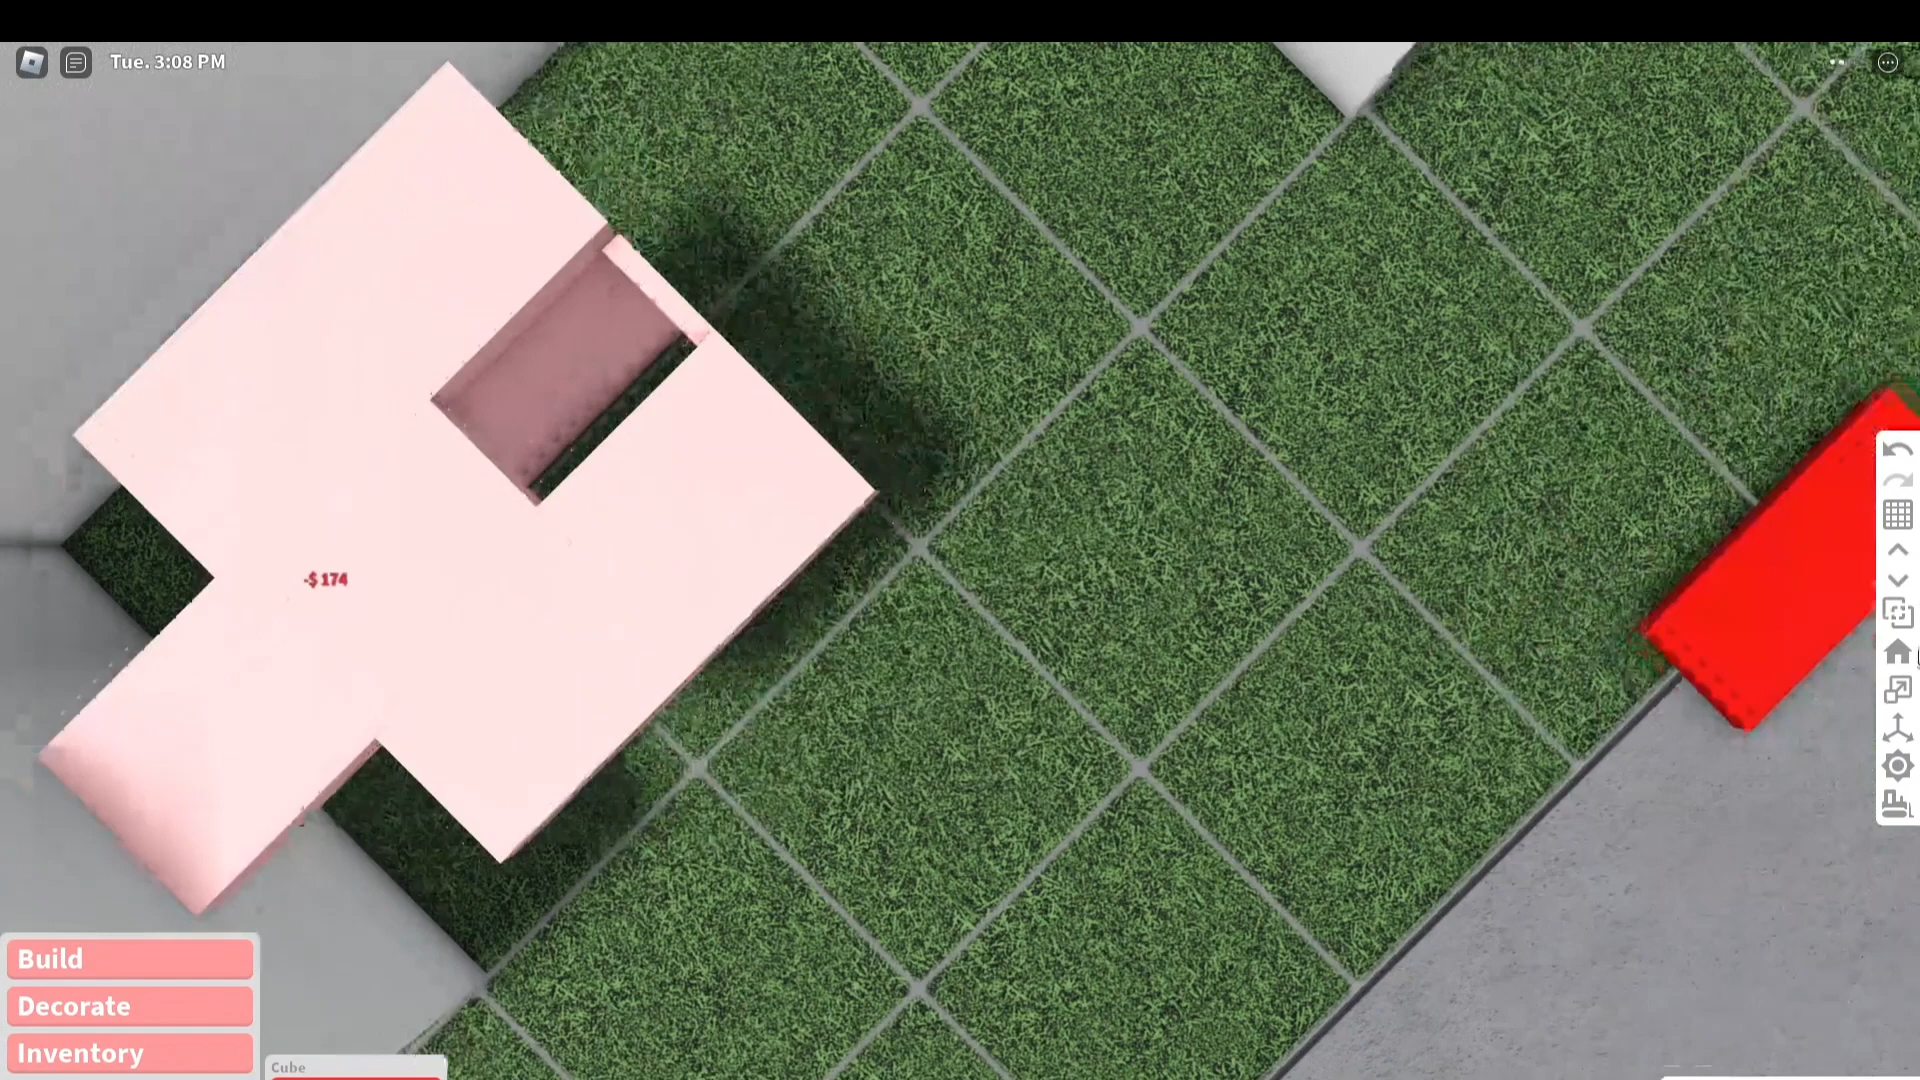 Tue. 3:08 PM
-$ 174
Build
Decorate
Inventory
Cube